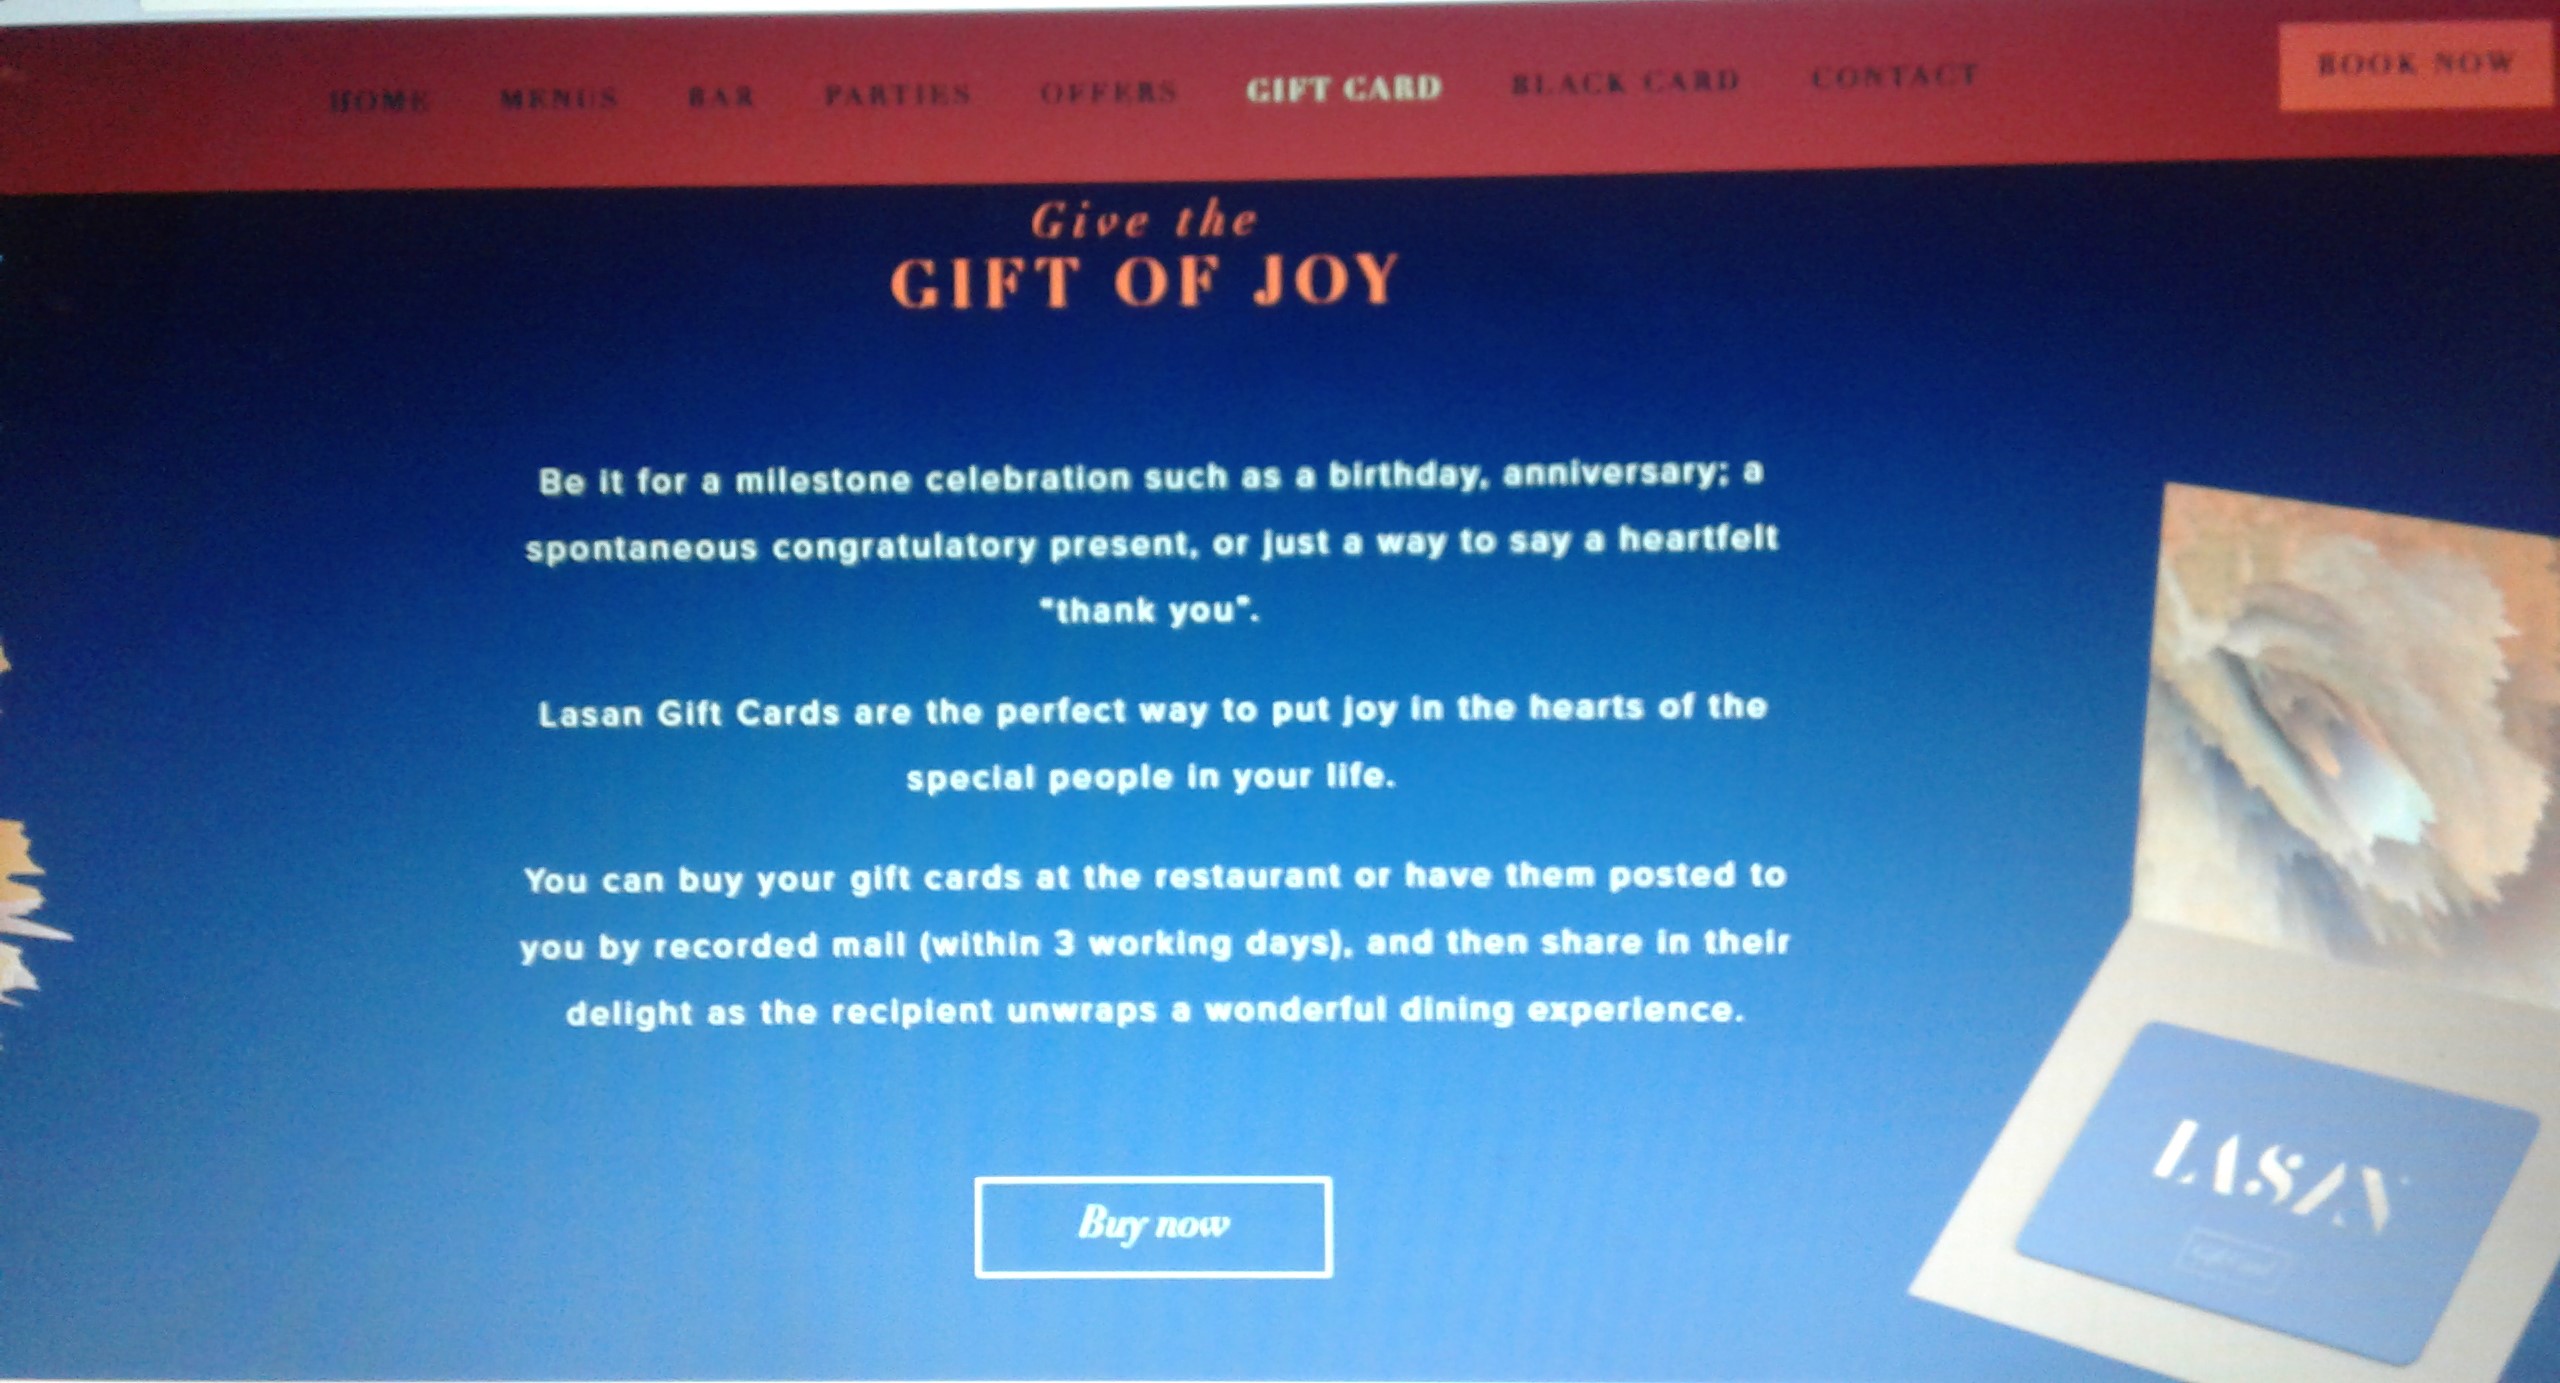 HOME MENUS BAR PARTIES OFFERS GIFT CARD BLACK CARD CONTACT BOOK NOW
Give the
GIFT OF JOY
Be it for a milestone celebration such as a birthday, anniversary; a
spontaneous congratulatory present, or just a way to say a heartfelt
"thank you".
Lasan Gift Cards are the perfect way to put joy in the hearts of the
special people in your life.
You can buy your gift cards at the restaurant or have them posted to
you by recorded mail (within 3 working days), and then share in their
delight as the recipient unwraps a wonderful dining experience.
LASAN
Buy now